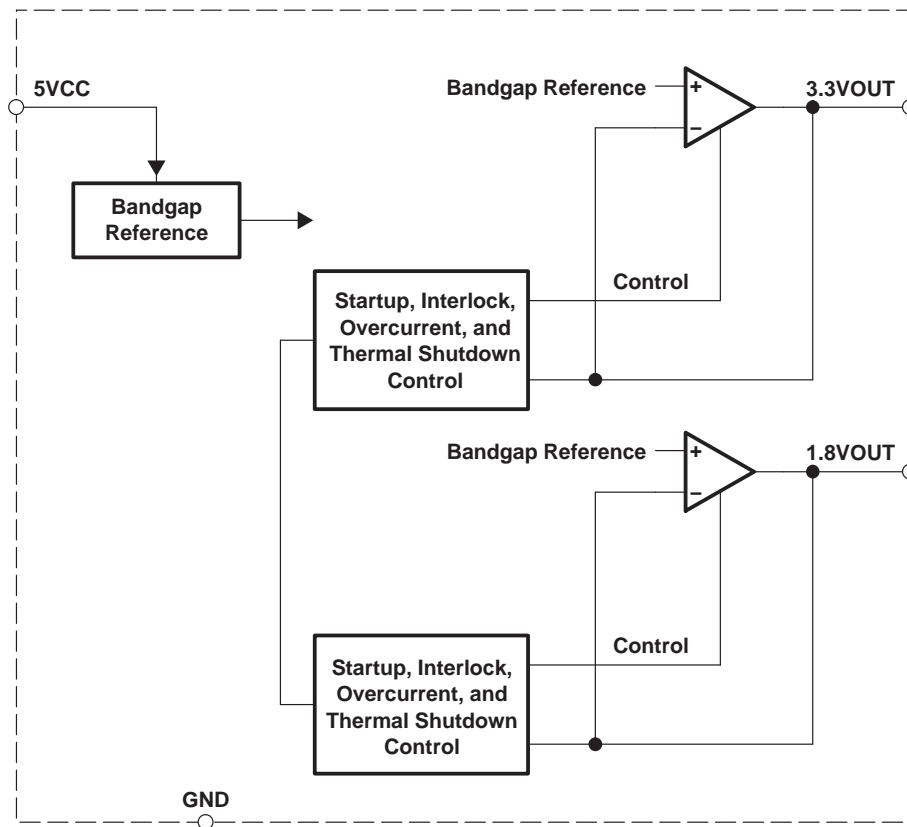 5VCC
Bandgap Reference
+
−
3.3VOUT
Bandgap
Reference
Control
Startup, Interlock,
Overcurrent, and
Thermal Shutdown
Control
Bandgap Reference
+
−
1.8VOUT
Control
Startup, Interlock,
Overcurrent, and
Thermal Shutdown
Control
GND